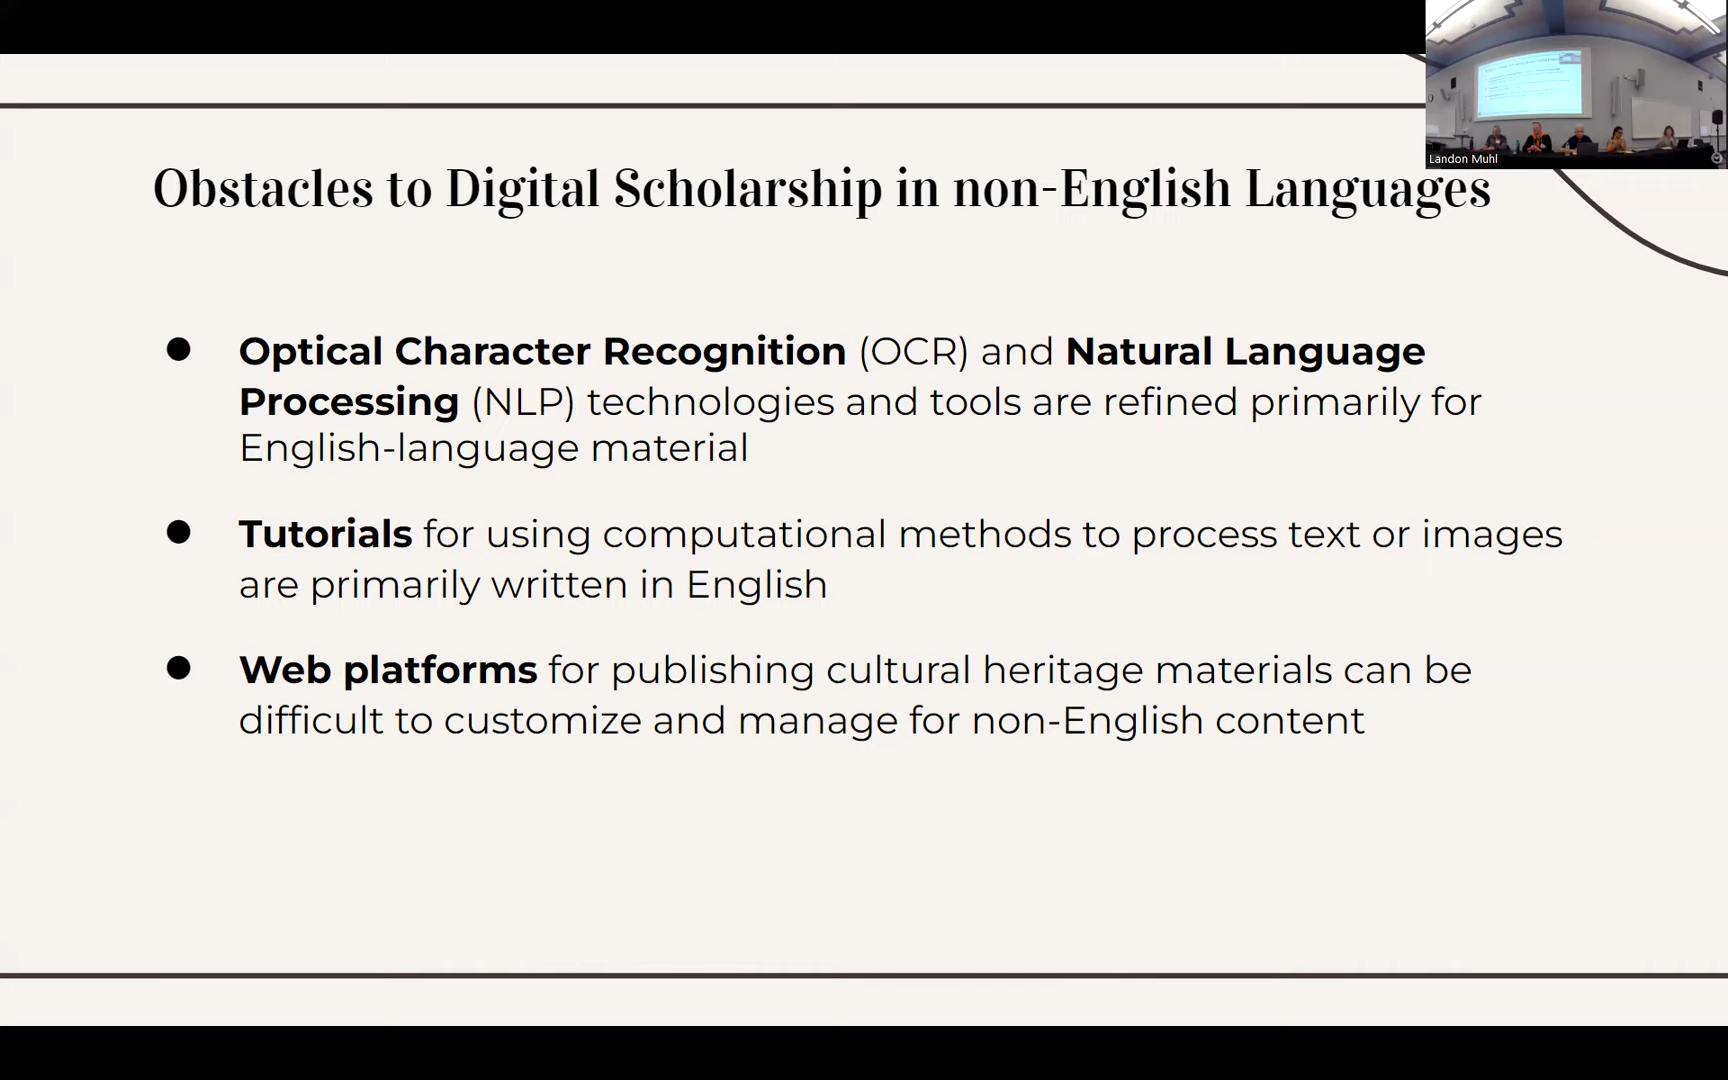 Obstacles to Digital Scholarship in non-English Languages
● Optical Character Recognition (OCR) and Natural Language
Processing (NLP) technologies and tools are refined primarily for
English-language material
● Tutorials for using computational methods to process text or images
are primarily written in English
● Web platforms for publishing cultural heritage materials can be
difficult to customize and manage for non-English content
Landon Muhl